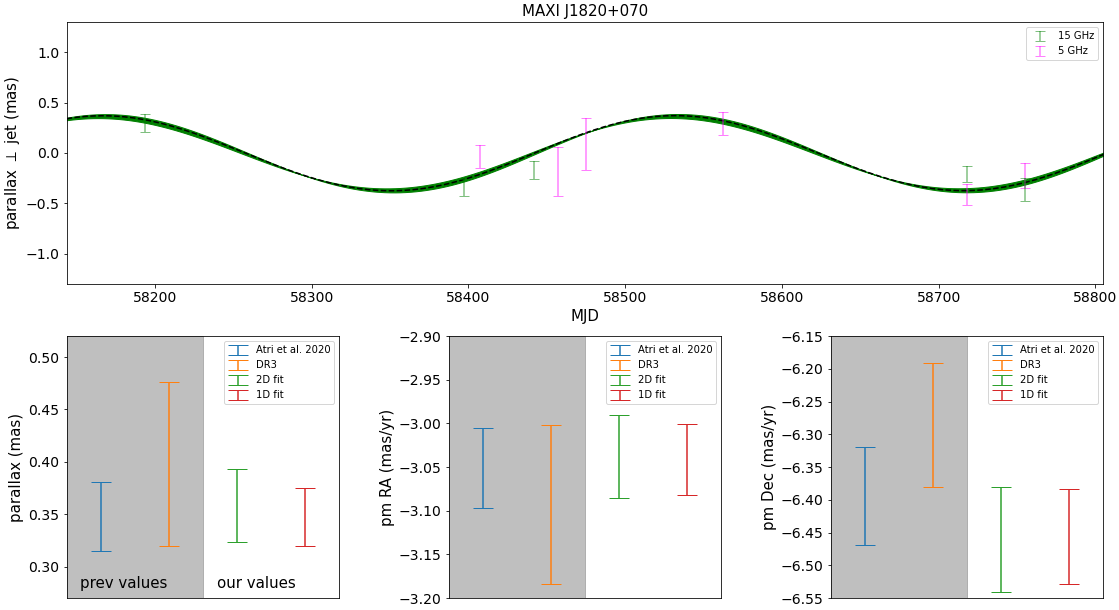 MAXI J1820+070
15 GHz
5 GHz
parallax ⊥ jet (mas)
1.0
0.5
0.0
−0.5
−1.0
58200 58300 58400 58500 58600 58700 58800
MJD
Atri et al. 2020
DR3
2D fit
1D fit
parallax (mas)
0.50
0.45
0.40
0.35
0.30
prev values our values
Atri et al. 2020
DR3
2D fit
1D fit
pm RA (mas/yr)
−2.90
−2.95
−3.00
−3.05
−3.10
−3.15
−3.20
Atri et al. 2020
DR3
2D fit
1D fit
pm Dec (mas/yr)
−6.15
−6.20
−6.25
−6.30
−6.35
−6.40
−6.45
−6.50
−6.55